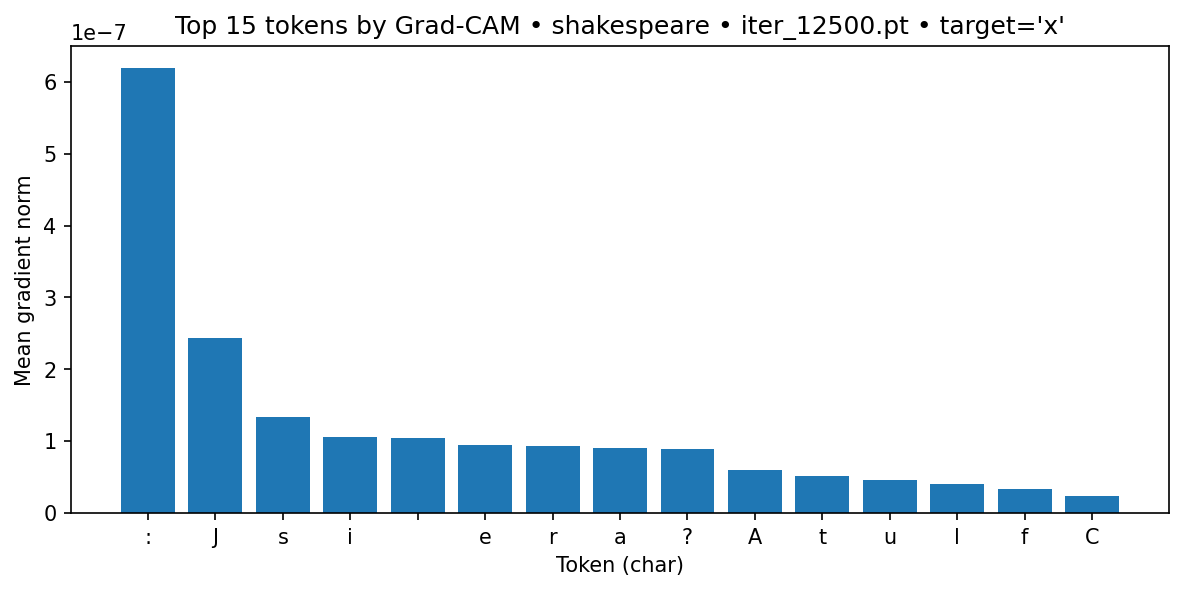 Top 15 tokens by Grad-CAM • shakespeare • iter_12500.pt • target='x'
1e−7
6
5
4
3
2
1
0
Mean gradient norm
: J s i e r a ? A t u l f C
Token (char)